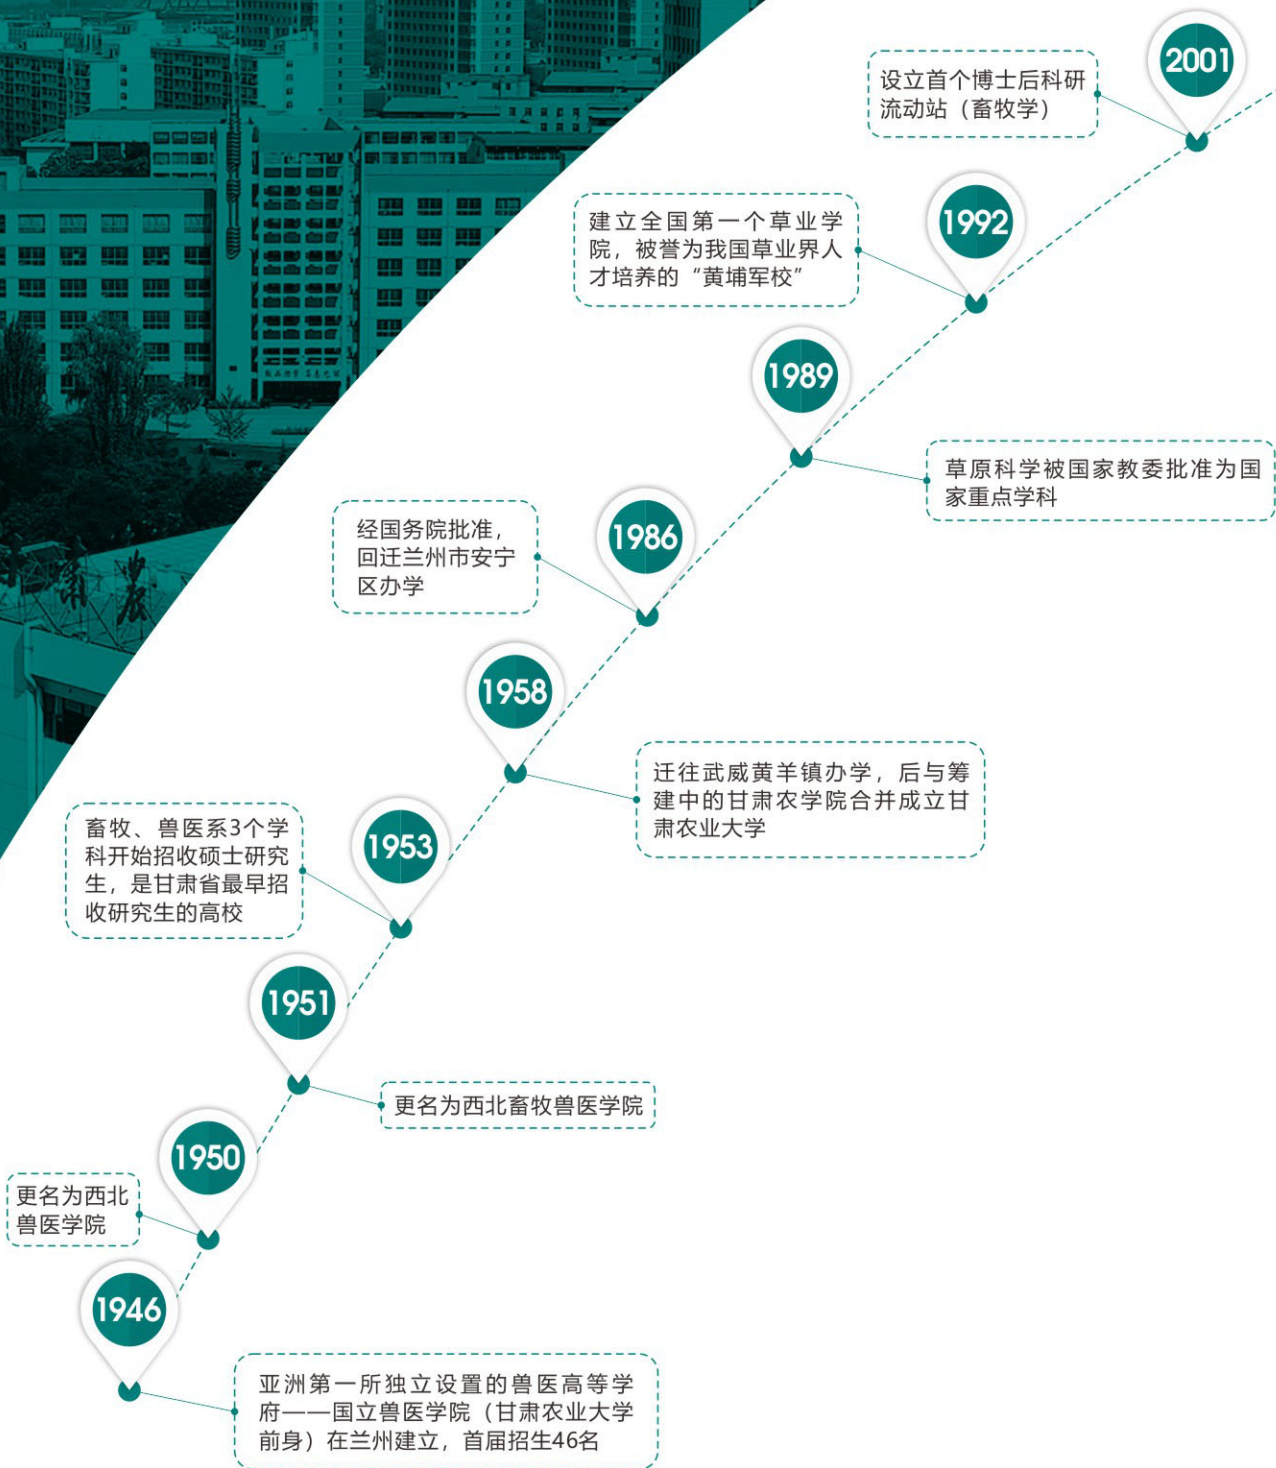 2001
设立首个博士后科研
流动站（畜牧学）
1992
建立全国第一个草业学
院，被誉为我国草业界人
才培养的“黄埔军校”
1989
草原科学被国家教委批准为国
家重点学科
1986
经国务院批准，
回迁兰州市安宁
区办学
1958
迁往武威黄羊镇办学，后与筹
建中的甘肃农学院合并成立甘
肃农业大学
1953
畜牧、兽医系3个学
科开始招收硕士研究
生，是甘肃省最早招
收研究生的高校
1951
更名为西北畜牧兽医学院
1950
更名为西北
兽医学院
1946
亚洲第一所独立设置的兽医高等学
府——国立兽医学院（甘肃农业大学
前身）在兰州建立，首届招生46名
肃农